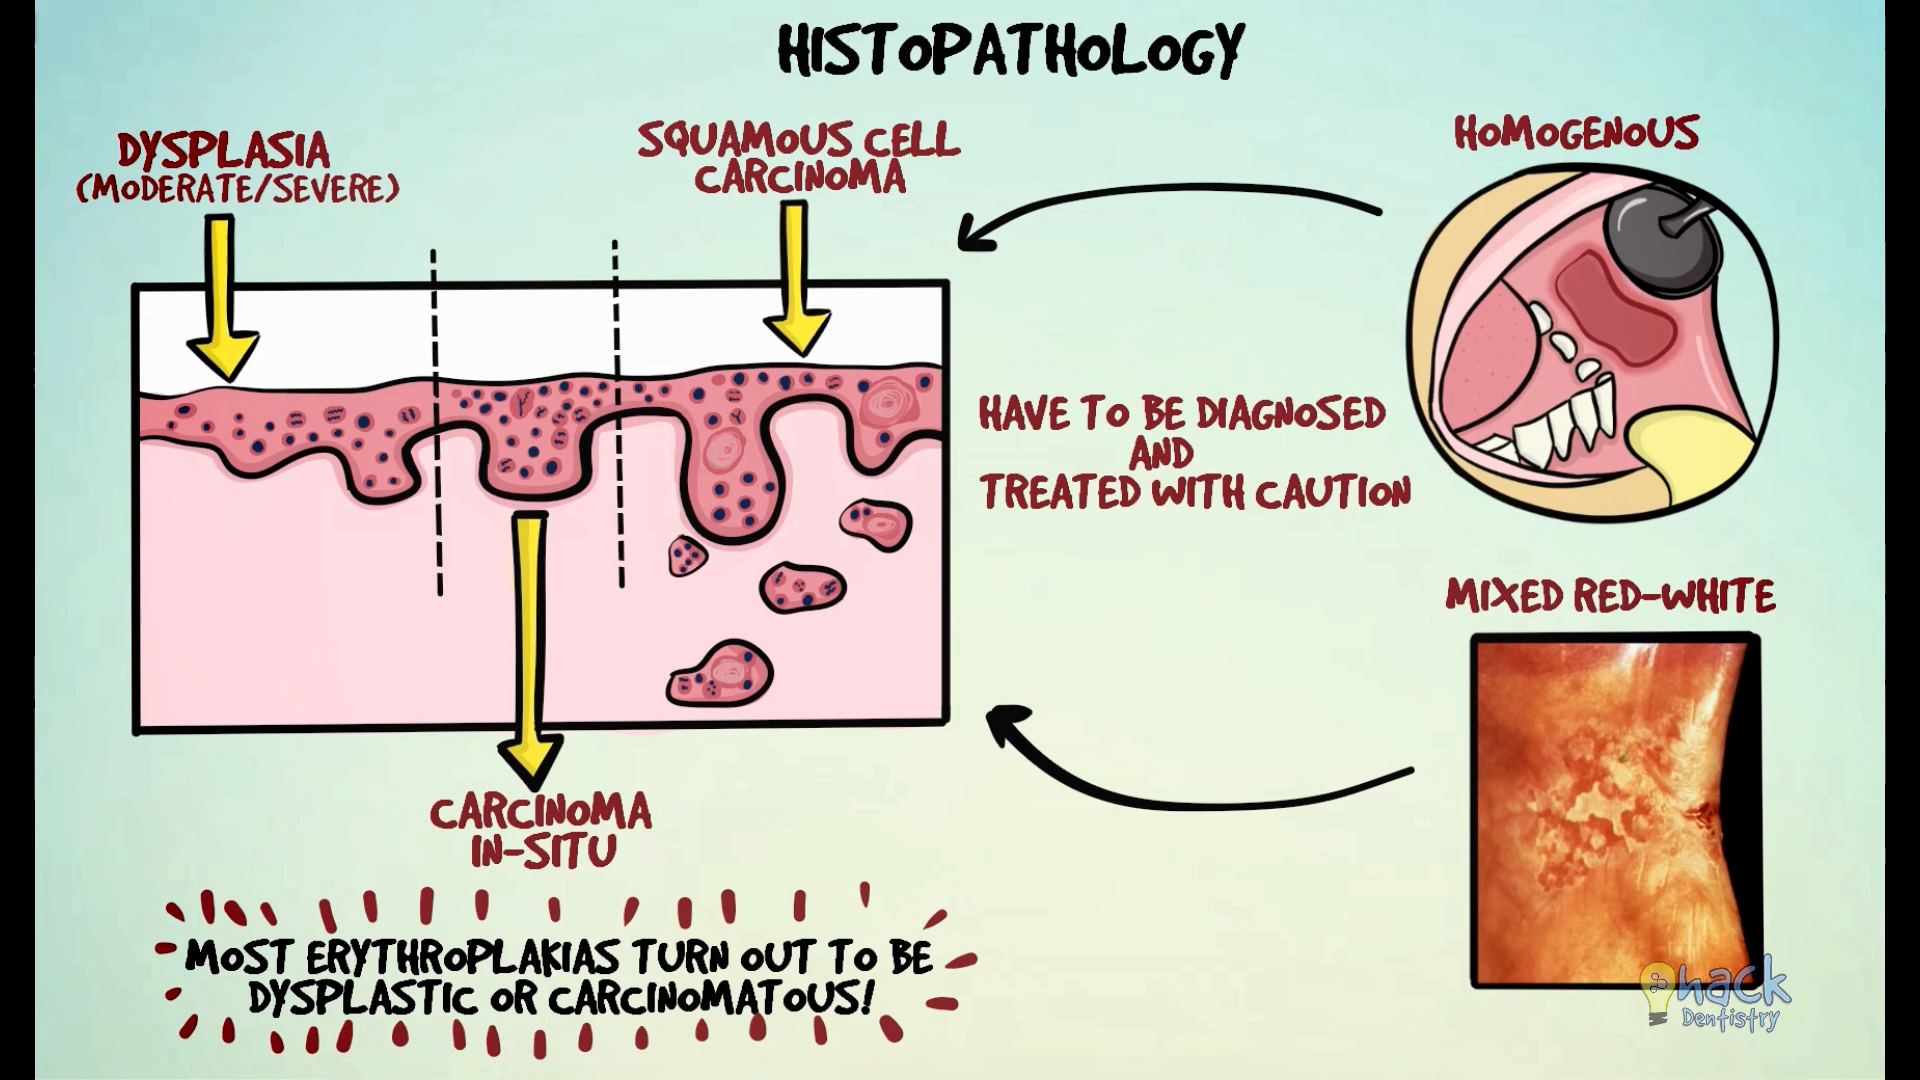 HISTOPATHOLOGY
DYSPLASIA
(MODERATE/SEVERE)
SQUAMOUS CELL
CARCINOMA
HOMOGENOUS
HAVE TO BE DIAGNOSED
AND
TREATED WITH CAUTION
MIXED RED-WHITE
CARCINOMA
IN-SITU
MOST ERYTHROPLAKIAS TURN OUT TO BE
DYSPLASTIC OR CARCINOMATOUS!
hack
Dentistry